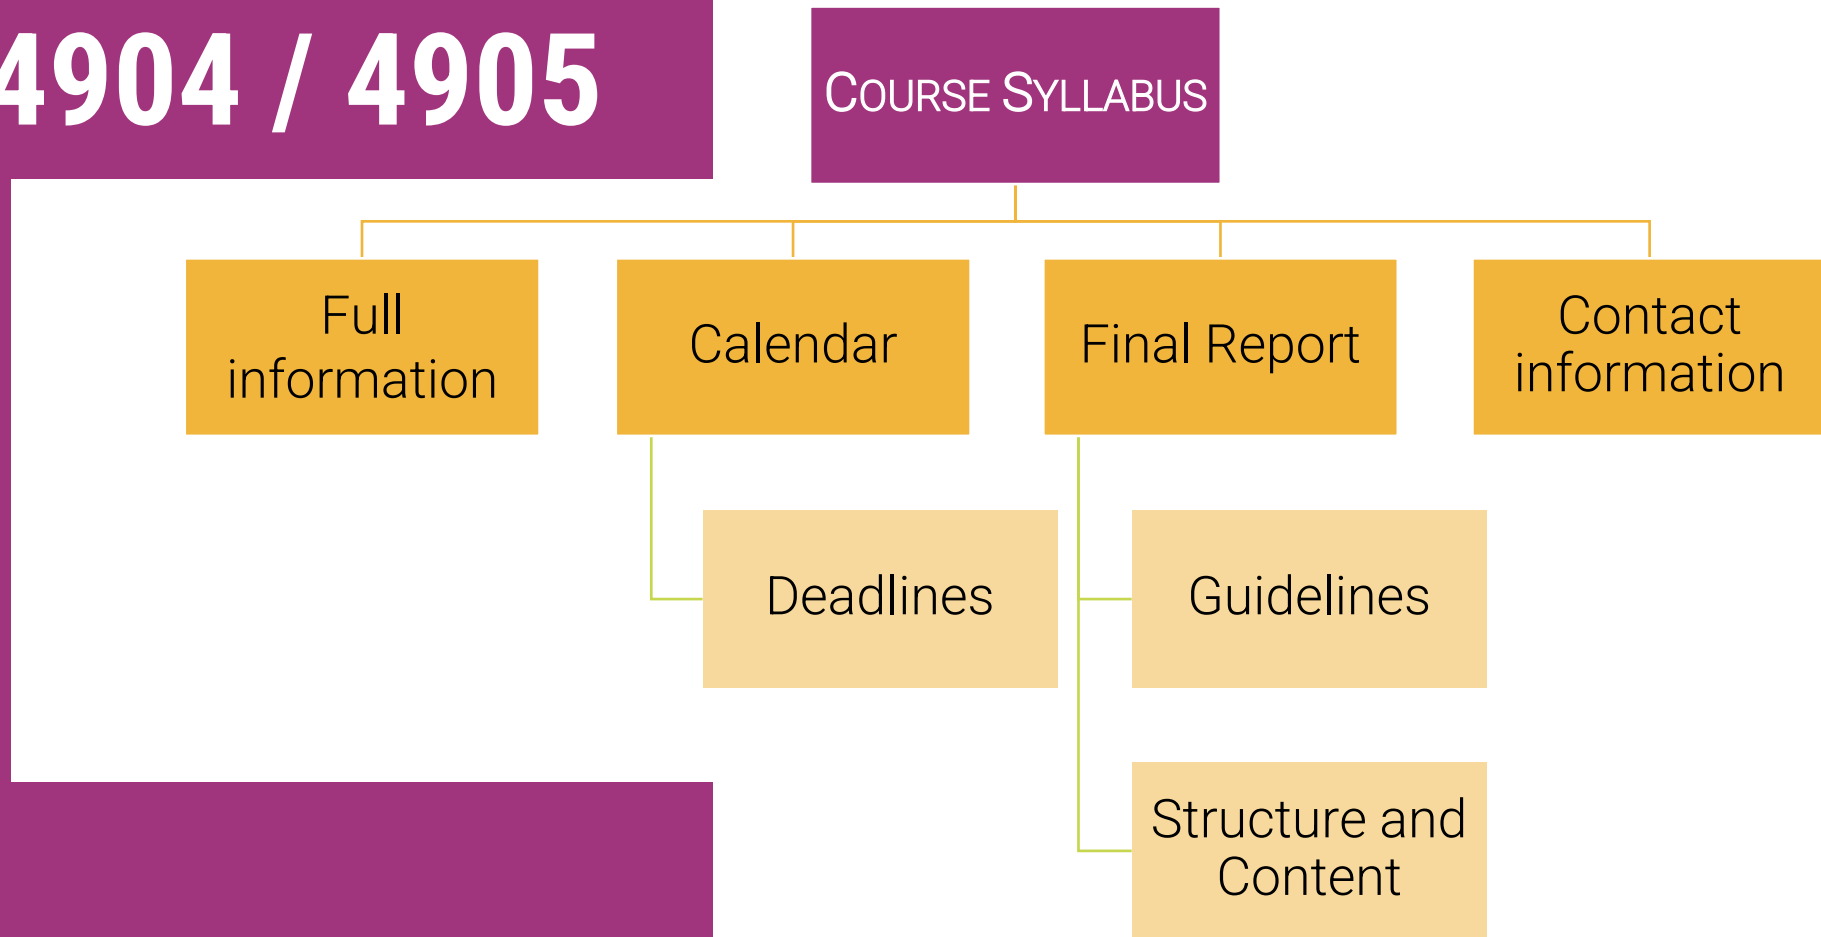 4904 / 4905
COURSE SYLLABUS
Full
information
Calendar
Final Report
Contact
information
Deadlines
Guidelines
Structure and
Content